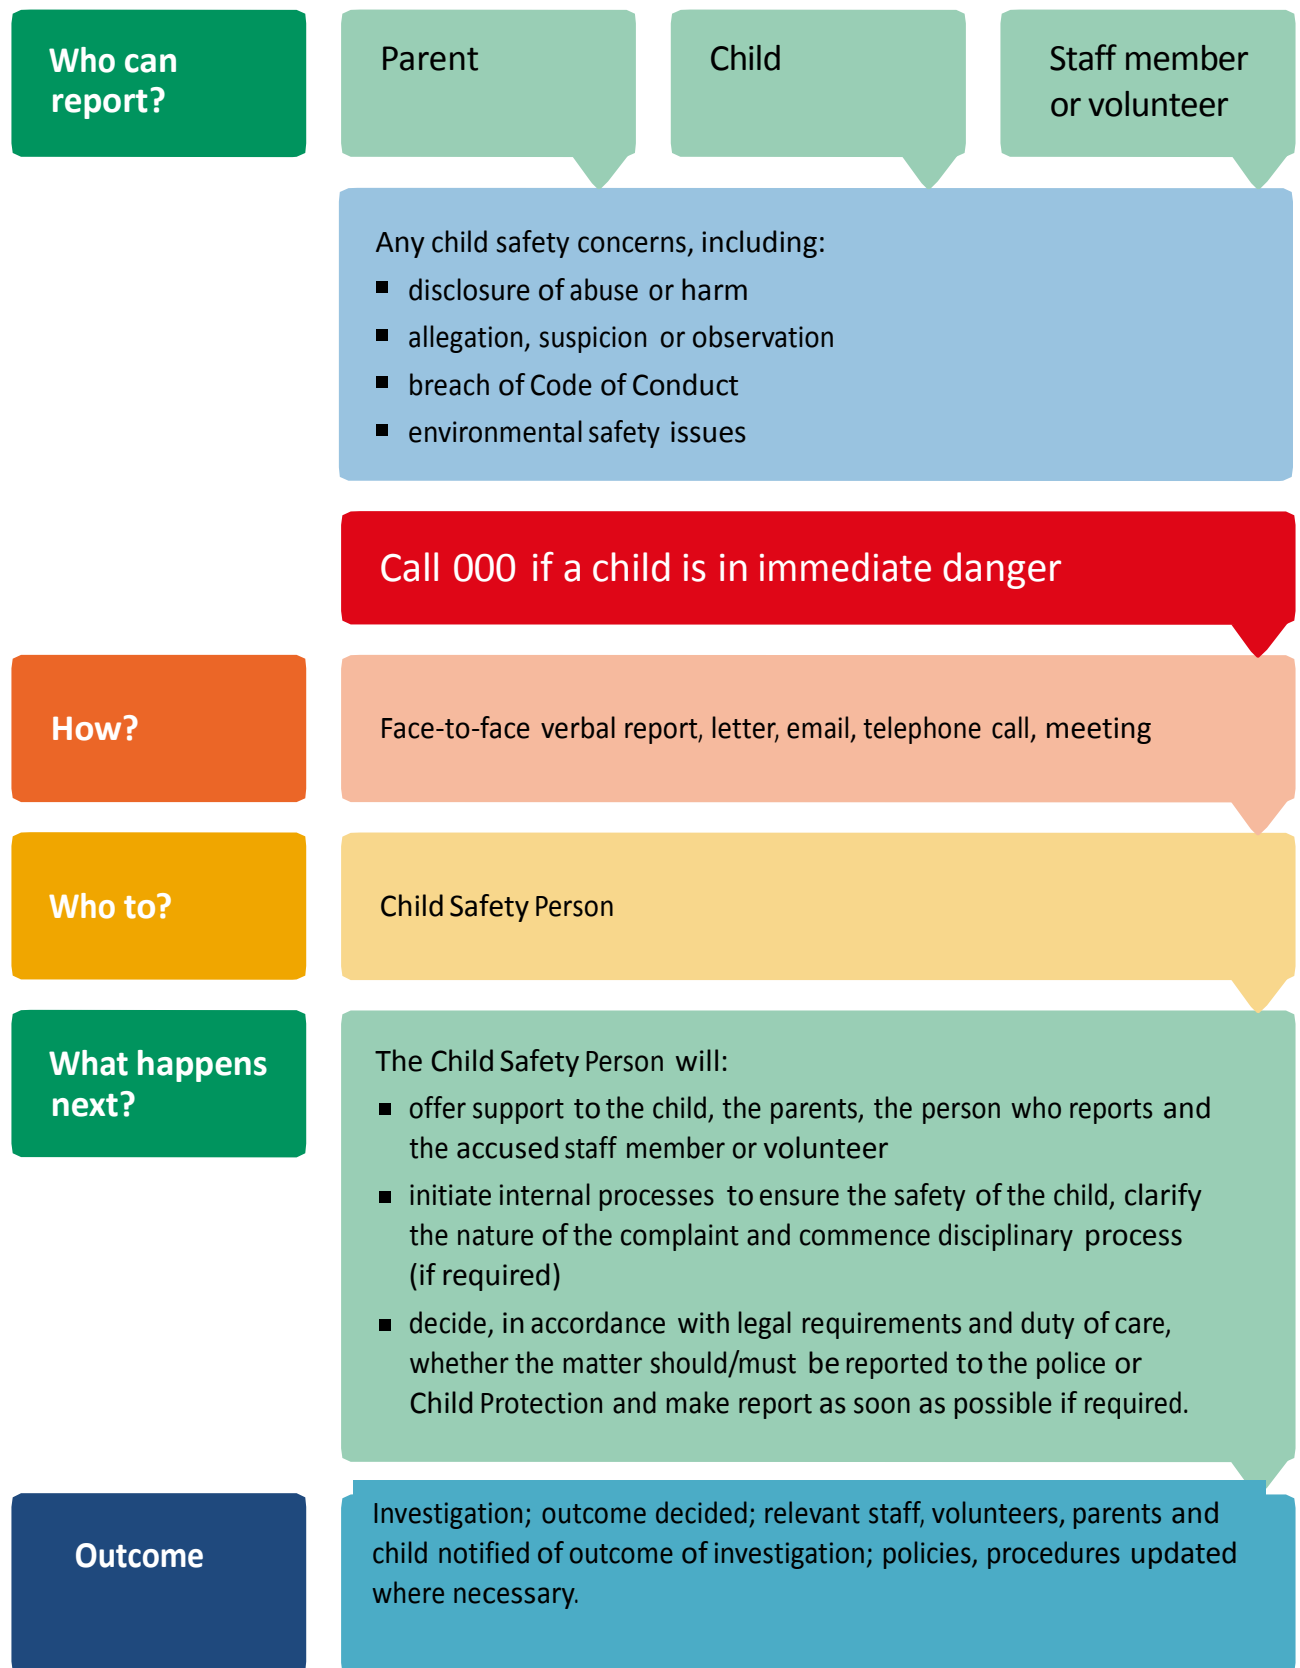 Who can
report?
Parent
Child
Staff member
or volunteer
Any child safety concerns, including:
▪ disclosure of abuse or harm
▪ allegation, suspicion or observation
▪ breach of Code of Conduct
▪ environmental safety issues
Call 000 if a child is in immediate danger
How?
Face-to-face verbal report, letter, email, telephone call, meeting
Who to?
Child Safety Person
What happens
next?
The Child Safety Person will:
▪ offer support to the child, the parents, the person who reports and
the accused staff member or volunteer
▪ initiate internal processes to ensure the safety of the child, clarify
the nature of the complaint and commence disciplinary process
(if required)
▪ decide, in accordance with legal requirements and duty of care,
whether the matter should/must be reported to the police or
Child Protection and make report as soon as possible if required.
Outcome
Investigation; outcome decided; relevant staff, volunteers, parents and
child notified of outcome of investigation; policies, procedures updated
where necessary.